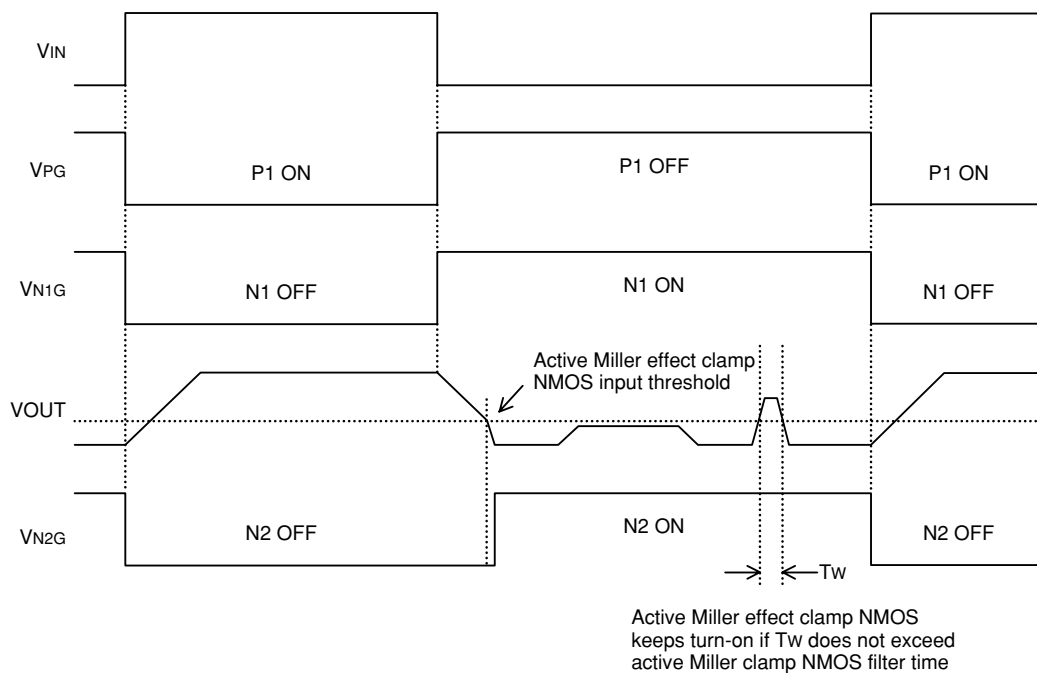 VIN
VPG
P1 ON
P1 OFF
P1 ON
VN1G
N1 OFF
N1 ON
N1 OFF
Active Miller effect clamp
NMOS input threshold
VOUT
VN2G
N2 OFF
N2 ON
N2 OFF
TW
Active Miller effect clamp NMOS
keeps turn-on if TW does not exceed
active Miller clamp NMOS filter time